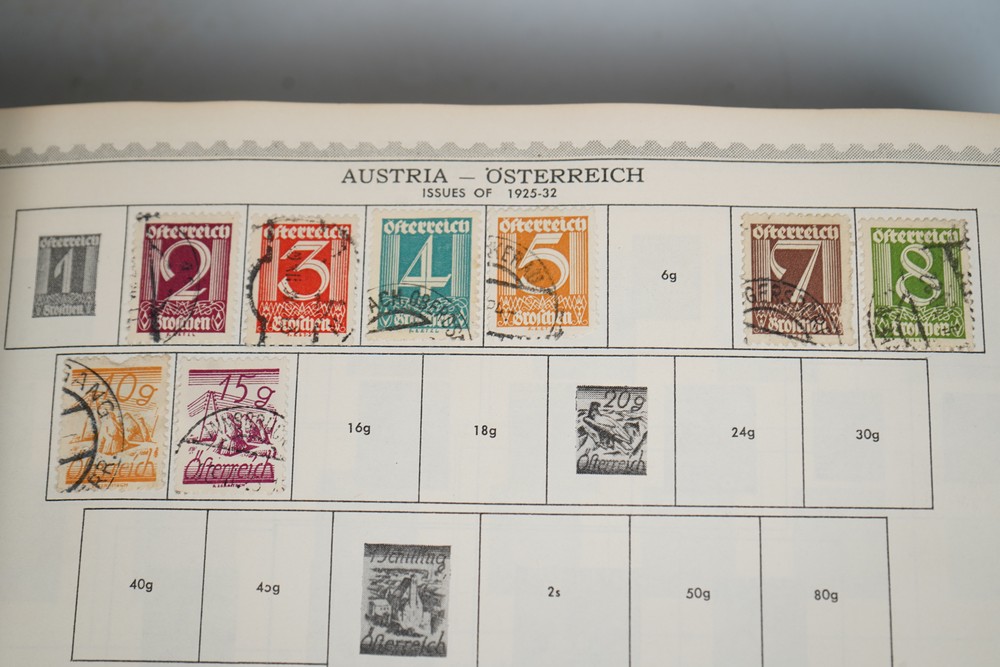 AUSTRIA — ÖSTERREICH
ISSUES OF 1925-32
Österreich Österreich Österreich Österreich Österreich Österreich Österreich
1 2 3 4 5 6g 7 8
Groschen Groschen Groschen Groschen Groschen Groschen Groschen
10g 15g 16g 18g 20g 24g 30g
Österreich Österreich Österreich
40g 45g 1 Schilling 2s 50g 80g
Österreich